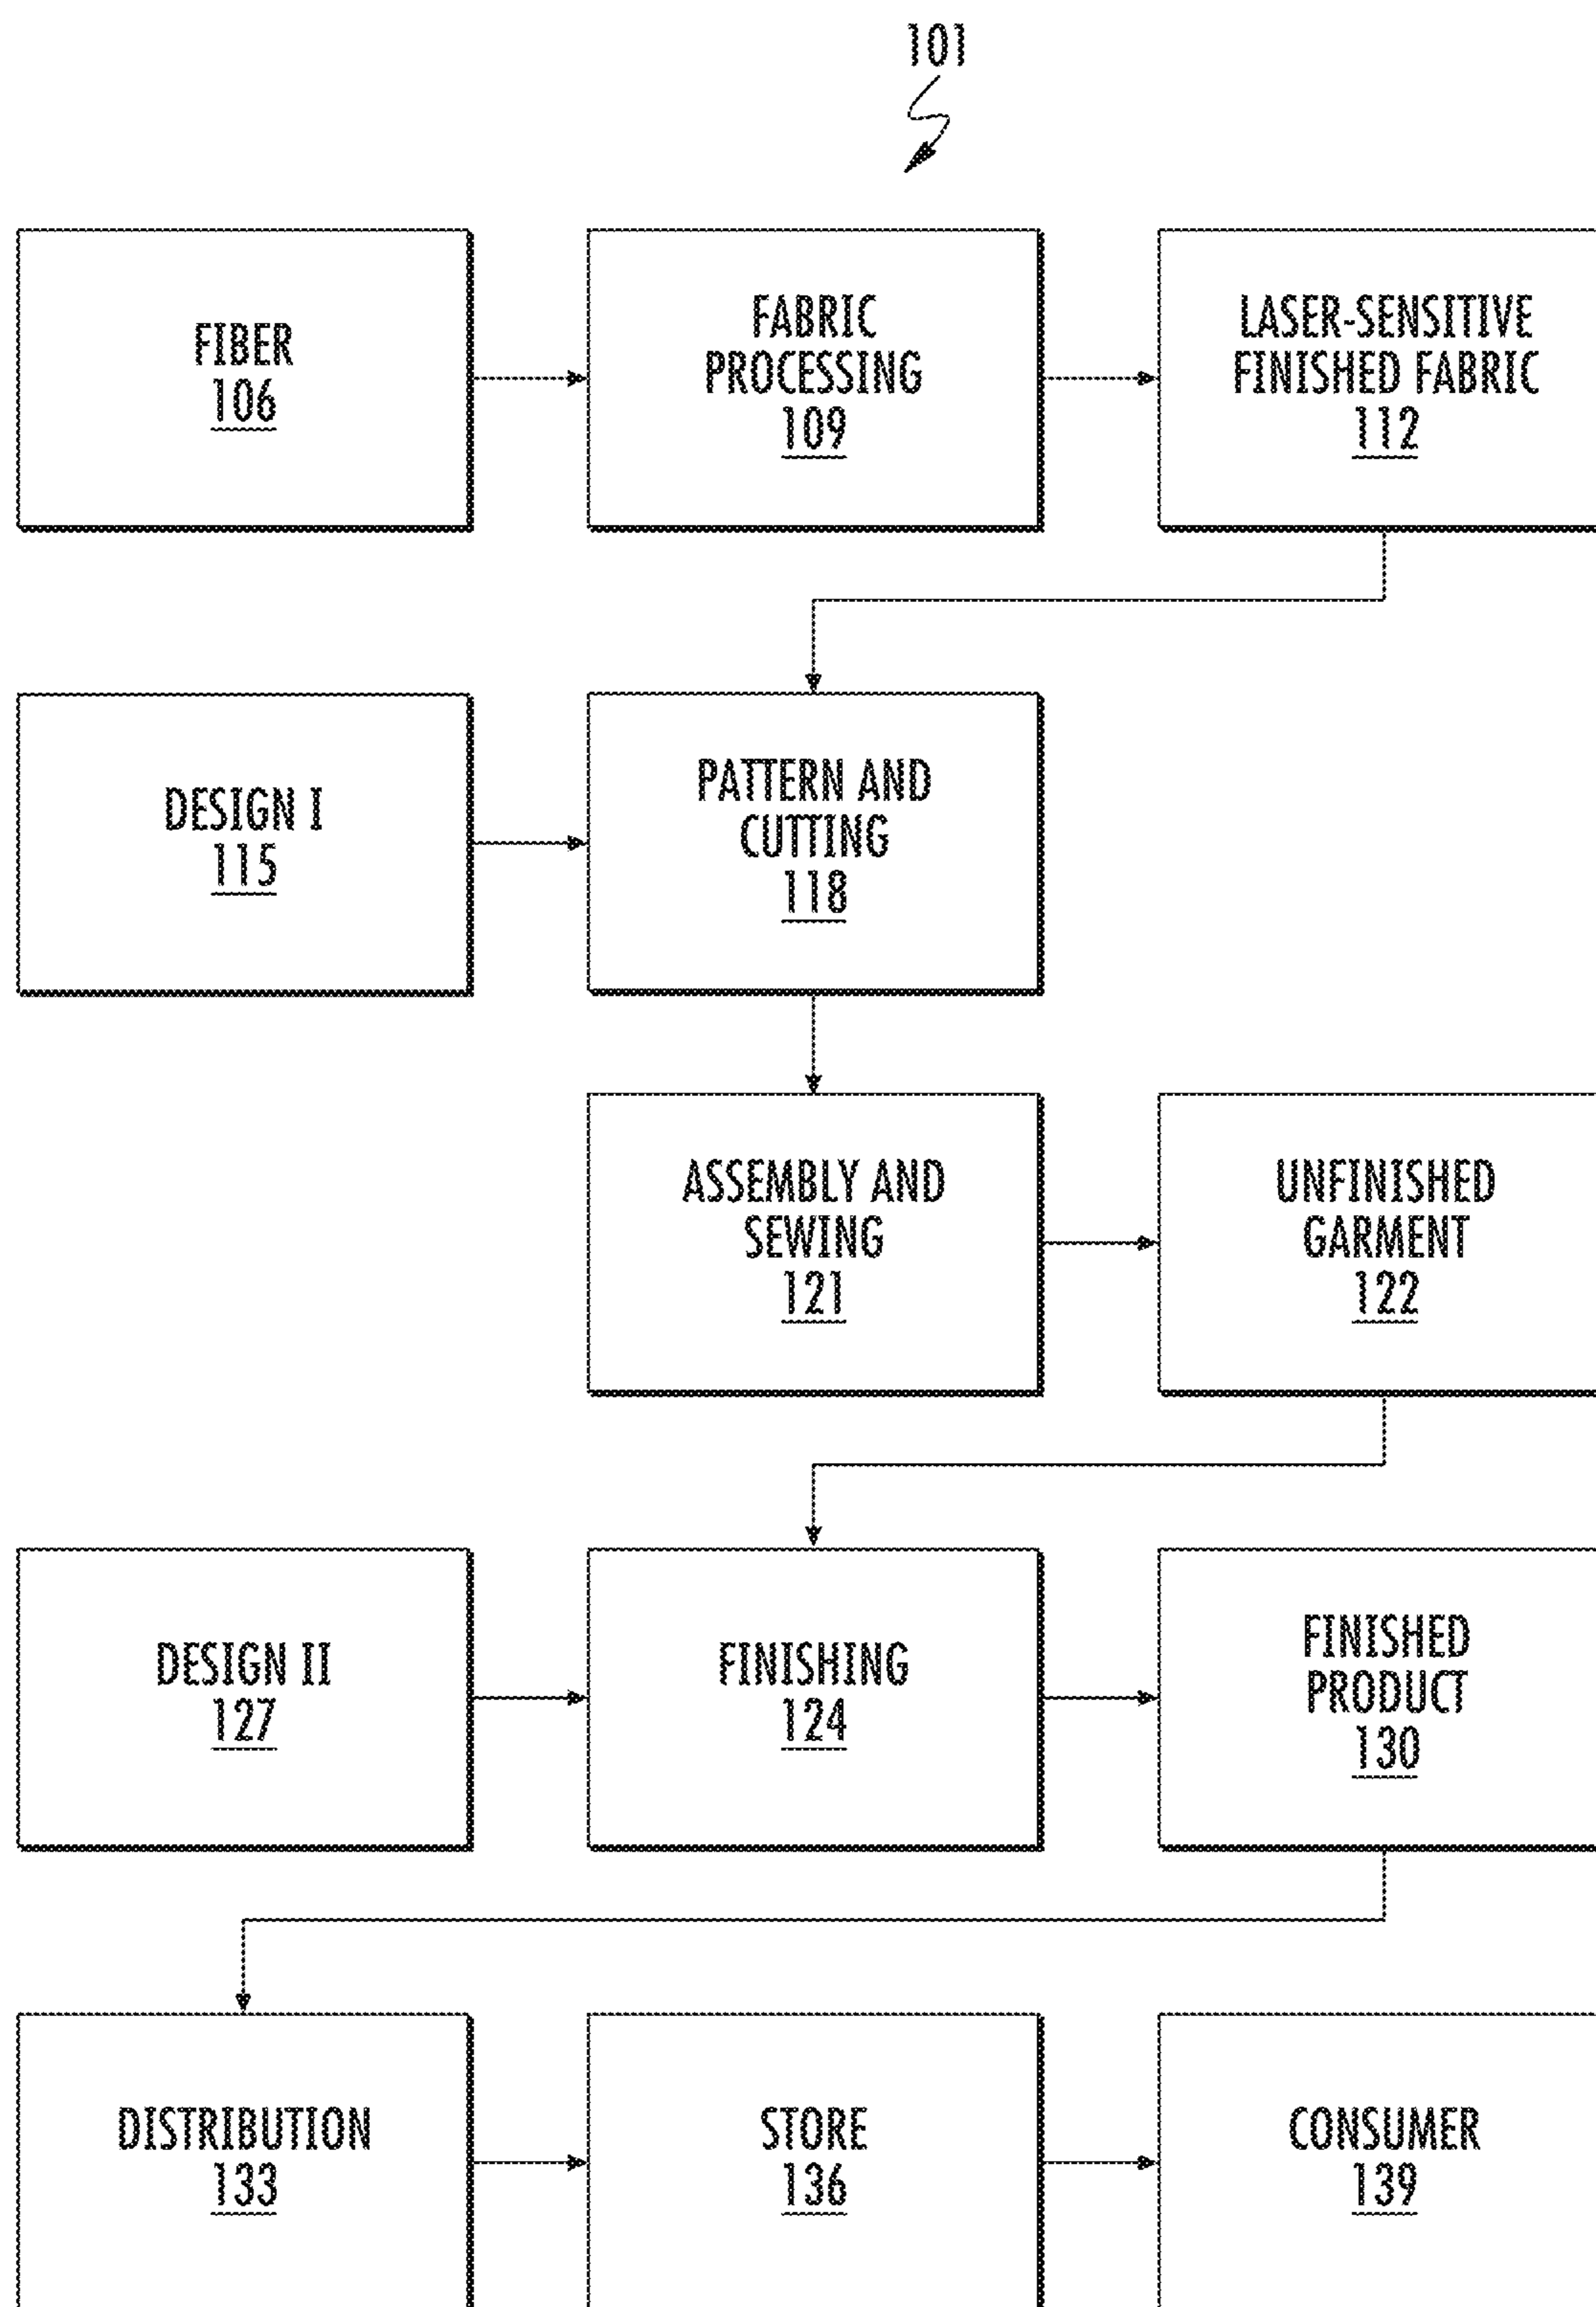 101
FIBER
106
FABRIC
PROCESSING
109
LASER-SENSITIVE
FINISHED FABRIC
112
DESIGN I
115
PATTERN AND
CUTTING
118
ASSEMBLY AND
SEWING
121
UNFINISHED
GARMENT
122
DESIGN II
127
FINISHING
124
FINISHED
PRODUCT
130
DISTRIBUTION
133
STORE
136
CONSUMER
139